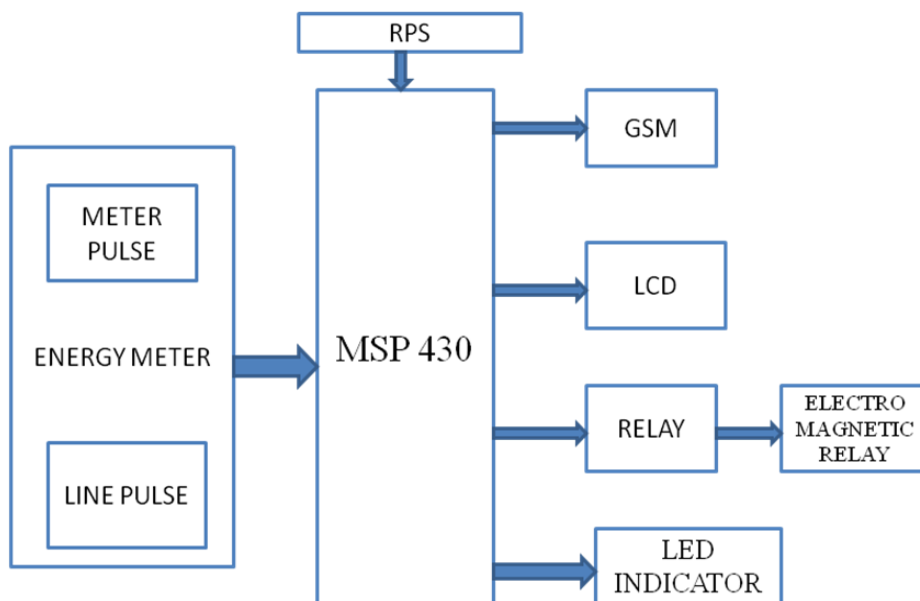 RPS
GSM
METER
PULSE
ENERGY METER
LINE PULSE
MSP 430
LCD
RELAY
ELECTRO
MAGNETIC
RELAY
LED
INDICATOR